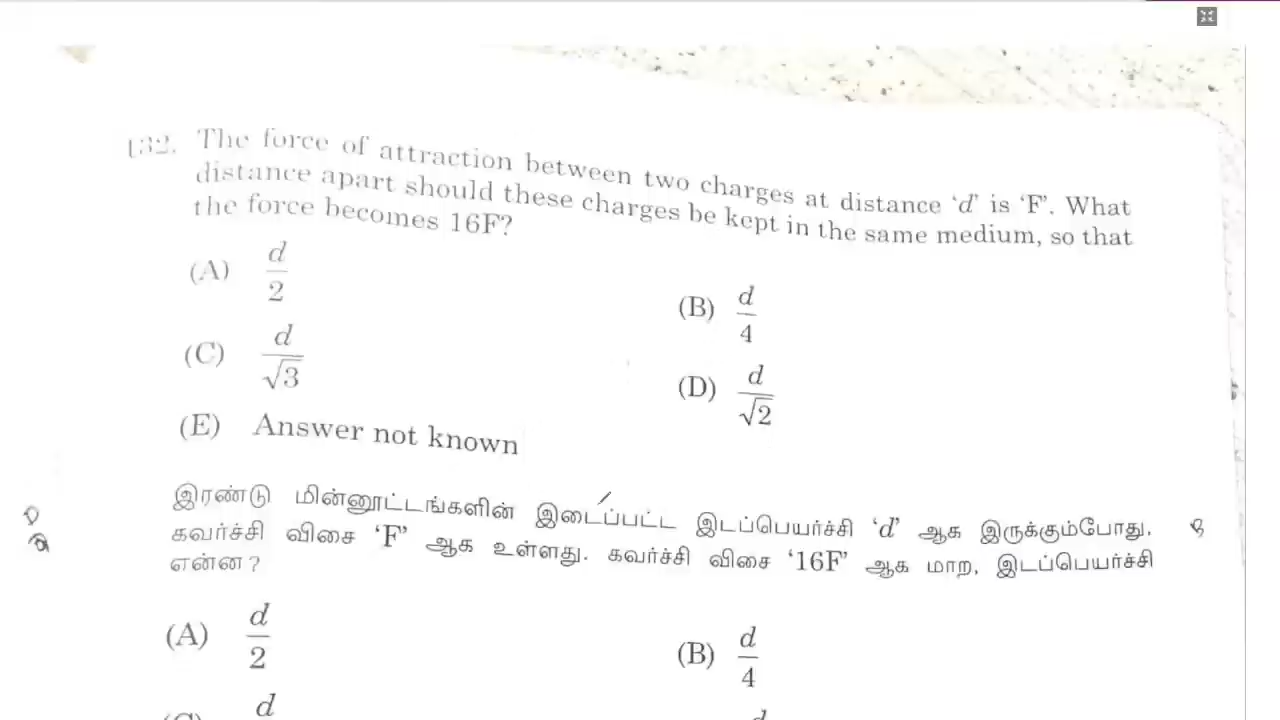 132. The force of attraction between two charges at distance 'd' is 'F'. What
distance apart should these charges be kept in the same medium, so that
the force becomes 16F?
(A) d/2
(B) d/4
(C) d/√3
(D) d/√2
(E) Answer not known
இரண்டு மின்னூட்டங்களின் இடைப்பட்ட இடப்பெயர்ச்சி 'd' ஆக இருக்கும்போது,
கவர்ச்சி விசை 'F' ஆக உள்ளது. கவர்ச்சி விசை '16F' ஆக மாற, இடப்பெயர்ச்சி
என்ன?
(A) d/2
(B) d/4
(C) d
d